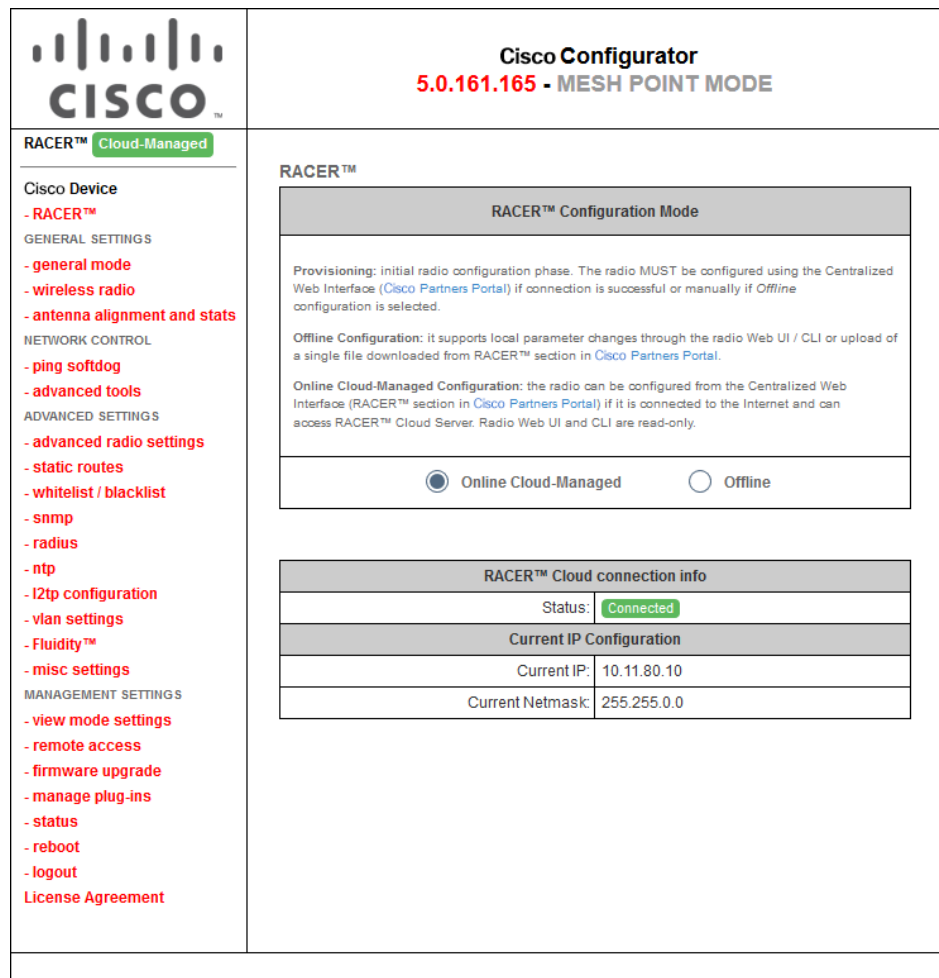 CISCO™
Cisco Configurator
5.0.161.165 - MESH POINT MODE
RACER™ Cloud-Managed
Cisco Device
- RACER™
GENERAL SETTINGS
- general mode
- wireless radio
- antenna alignment and stats
NETWORK CONTROL
- ping softdog
- advanced tools
ADVANCED SETTINGS
- advanced radio settings
- static routes
- whitelist / blacklist
- snmp
- radius
- ntp
- l2tp configuration
- vlan settings
- Fluidity™
- misc settings
MANAGEMENT SETTINGS
- view mode settings
- remote access
- firmware upgrade
- manage plug-ins
- status
- reboot
- logout
License Agreement
RACER™
RACER™ Configuration Mode
Provisioning: initial radio configuration phase. The radio MUST be configured using the Centralized
Web Interface (Cisco Partners Portal) if connection is successful or manually if Offline
configuration is selected.
Offline Configuration: it supports local parameter changes through the radio Web UI / CLI or upload of
a single file downloaded from RACER™ section in Cisco Partners Portal.
Online Cloud-Managed Configuration: the radio can be configured from the Centralized Web
Interface (RACER™ section in Cisco Partners Portal) if it is connected to the Internet and can
access RACER™ Cloud Server. Radio Web UI and CLI are read-only.
Online Cloud-Managed Offline
RACER™ Cloud connection info
Status: Connected
Current IP Configuration
Current IP: 10.11.80.10
Current Netmask: 255.255.0.0